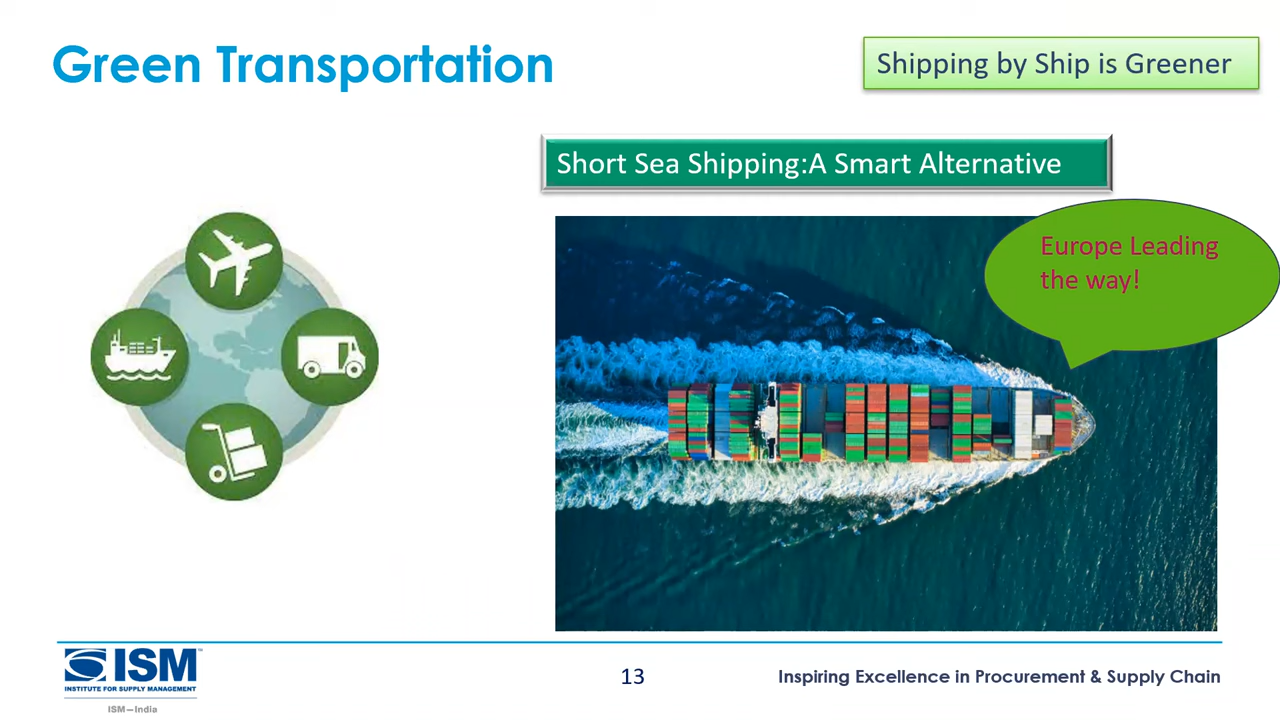 Green Transportation
Shipping by Ship is Greener
Short Sea Shipping:A Smart Alternative
Europe Leading
the way!
ISM™
INSTITUTE FOR SUPPLY MANAGEMENT
ISM—India
13
Inspiring Excellence in Procurement & Supply Chain